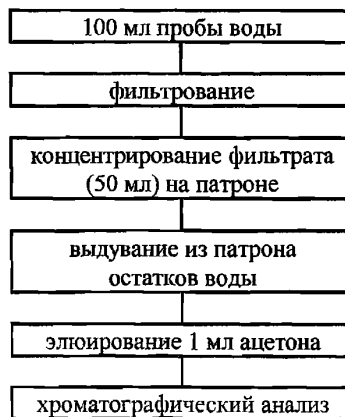 100 мл пробы воды
фильтрование
концентрирование фильтрата
(50 мл) на патроне
выдувание из патрона
остатков воды
элюирование 1 мл ацетона
хроматографический анализ